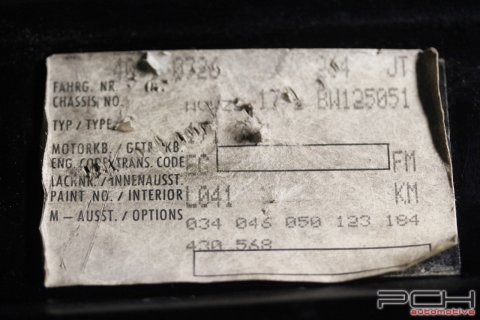 JT
FAHRG. NR.
CHASSIS NO. BW125051
TYP / TYPE
MOTORKB. / GETR. KB.
ENG. CODE TRANS. CODE FM
LACKNR. / INNENAUSST.
PAINT NO. / INTERIOR L041 KM
M - AUSST. / OPTIONS
034 046 050 123 184
430 568
PCH
automotive